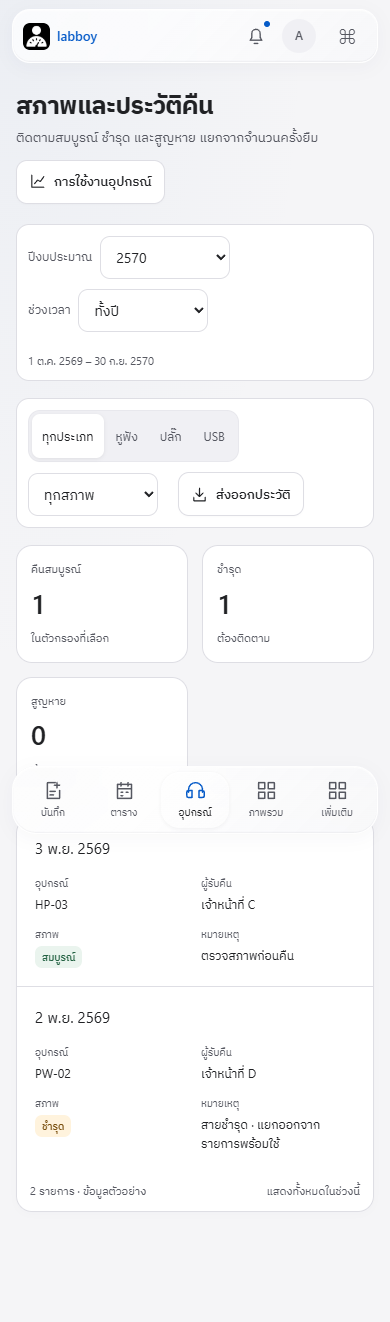 labboy
A
สภาพและประวัติคืน
ติดตามสมบูรณ์ ชำรุด และสูญหาย แยกจากจำนวนครั้งยืม
การใช้งานอุปกรณ์
ปีงบประมาณ
2570
ช่วงเวลา
ทั้งปี
1 ต.ค. 2569 – 30 ก.ย. 2570
ทุกประเภท
หูฟัง
ปลั๊ก
USB
ทุกสภาพ
ส่งออกประวัติ
คืนสมบูรณ์
1
ในตัวกรองที่เลือก
ชำรุด
1
ต้องติดตาม
สูญหาย
0
บันทึก
ตาราง
อุปกรณ์
ภาพรวม
เพิ่มเติม
3 พ.ย. 2569
อุปกรณ์
HP-03
ผู้รับคืน
เจ้าหน้าที่ C
สภาพ
สมบูรณ์
หมายเหตุ
ตรวจสภาพก่อนคืน
2 พ.ย. 2569
อุปกรณ์
PW-02
ผู้รับคืน
เจ้าหน้าที่ D
สภาพ
ชำรุด
หมายเหตุ
สายชำรุด · แยกออกจาก
รายการพร้อมใช้
2 รายการ · ข้อมูลตัวอย่าง
แสดงทั้งหมดในช่วงนี้